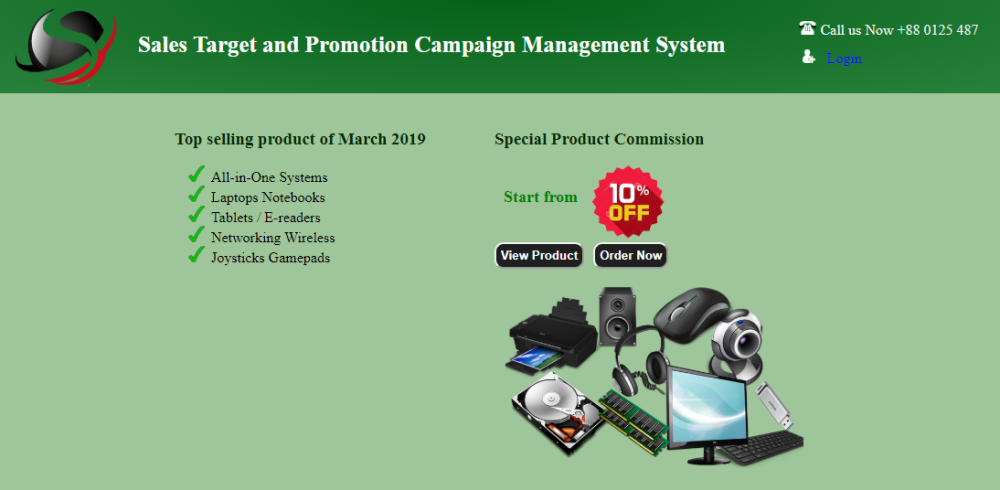 Sales Target and Promotion Campaign Management System
Call us Now +88 0125 487
Login
Top selling product of March 2019
All-in-One Systems
Laptops Notebooks
Tablets / E-readers
Networking Wireless
Joysticks Gamepads
Special Product Commission
Start from
10%
OFF
View Product
Order Now